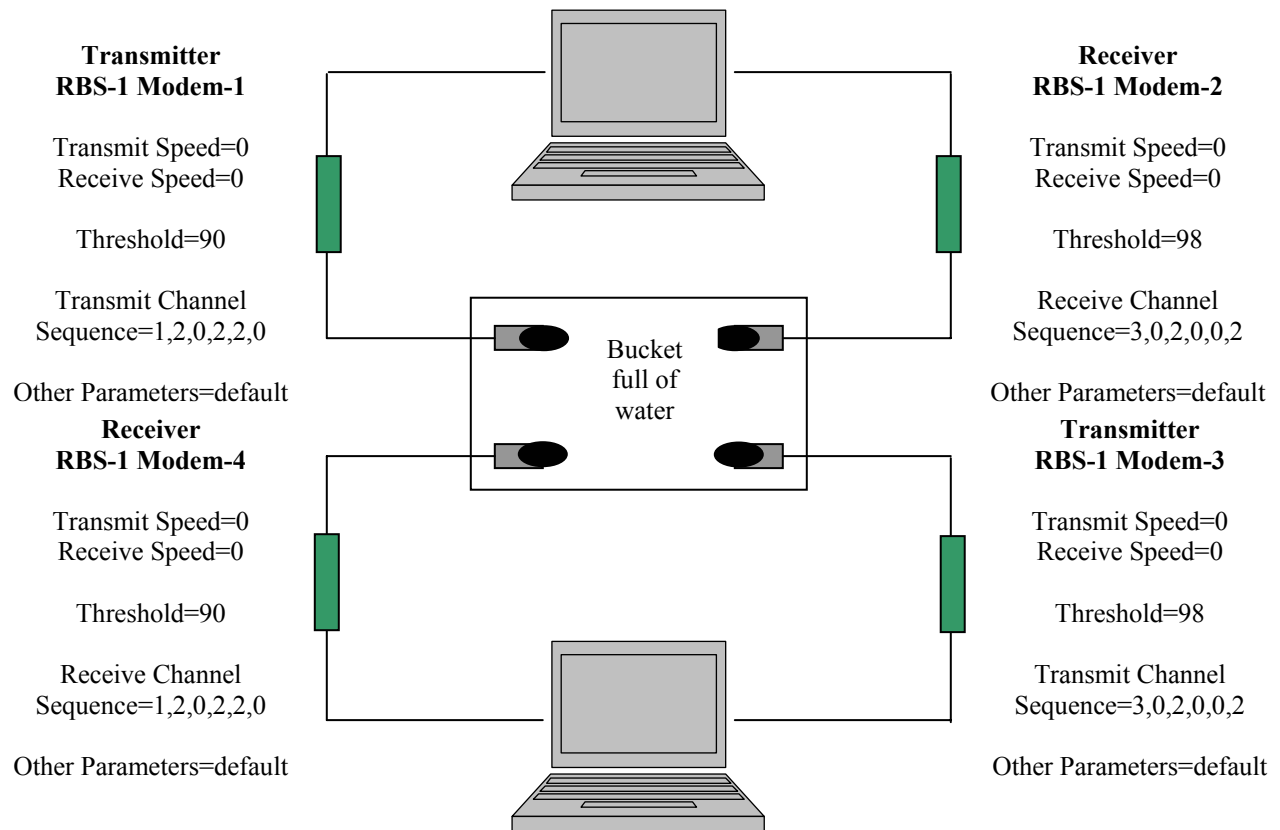 Transmitter
RBS-1 Modem-1
Transmit Speed=0
Receive Speed=0
Threshold=90
Transmit Channel
Sequence=1,2,0,2,2,0
Other Parameters=default
Receiver
RBS-1 Modem-2
Transmit Speed=0
Receive Speed=0
Threshold=98
Receive Channel
Sequence=3,0,2,0,0,2
Other Parameters=default
Bucket
full of
water
Receiver
RBS-1 Modem-4
Transmit Speed=0
Receive Speed=0
Threshold=90
Receive Channel
Sequence=1,2,0,2,2,0
Other Parameters=default
Transmitter
RBS-1 Modem-3
Transmit Speed=0
Receive Speed=0
Threshold=98
Transmit Channel
Sequence=3,0,2,0,0,2
Other Parameters=default